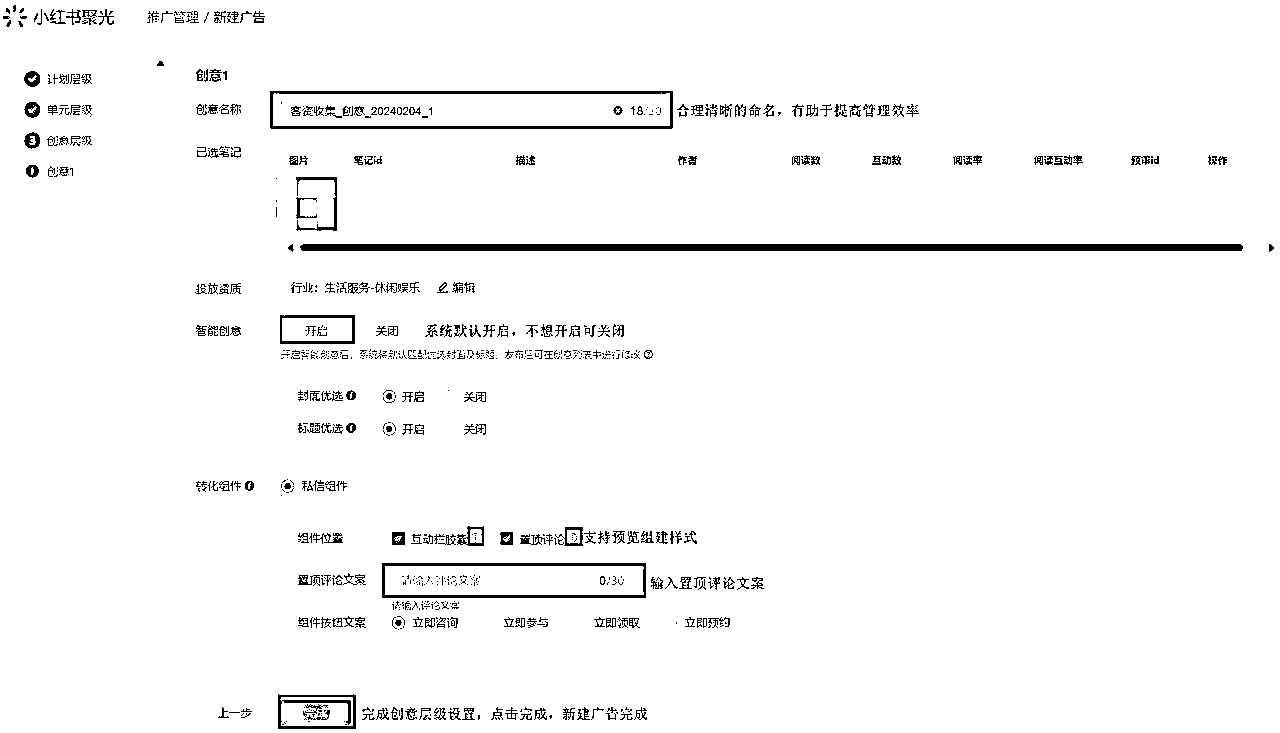 小红书聚光 推广管理 / 新建广告
计划层级
单元层级
3 创意层级
创意1
创意1
创意名称 客资收集_创意_20240204_1 18/50 合理清晰的命名，有助于提高管理效率
已选笔记
图片 笔记id 描述 作者 阅读数 互动数 阅读率 阅读互动率 预审id 操作
投放资质 行业：生活服务-休闲娱乐 编辑
智能创意 开启 关闭 系统默认开启，不想开启可关闭
开启智能创意后，系统将默认匹配优选封面及标题，发布后可在创意列表中进行修改
封面优选 开启 关闭
标题优选 开启 关闭
转化组件 私信组件
组件位置 互动栏胶囊 置顶评论 支持预览组建样式
置顶评论文案 请输入评论文案 0/30 输入置顶评论文案
请输入评论文案
组件按钮文案 立即咨询 立即参与 立即领取 立即预约
上一步 完成创意层级设置，点击完成，新建广告完成